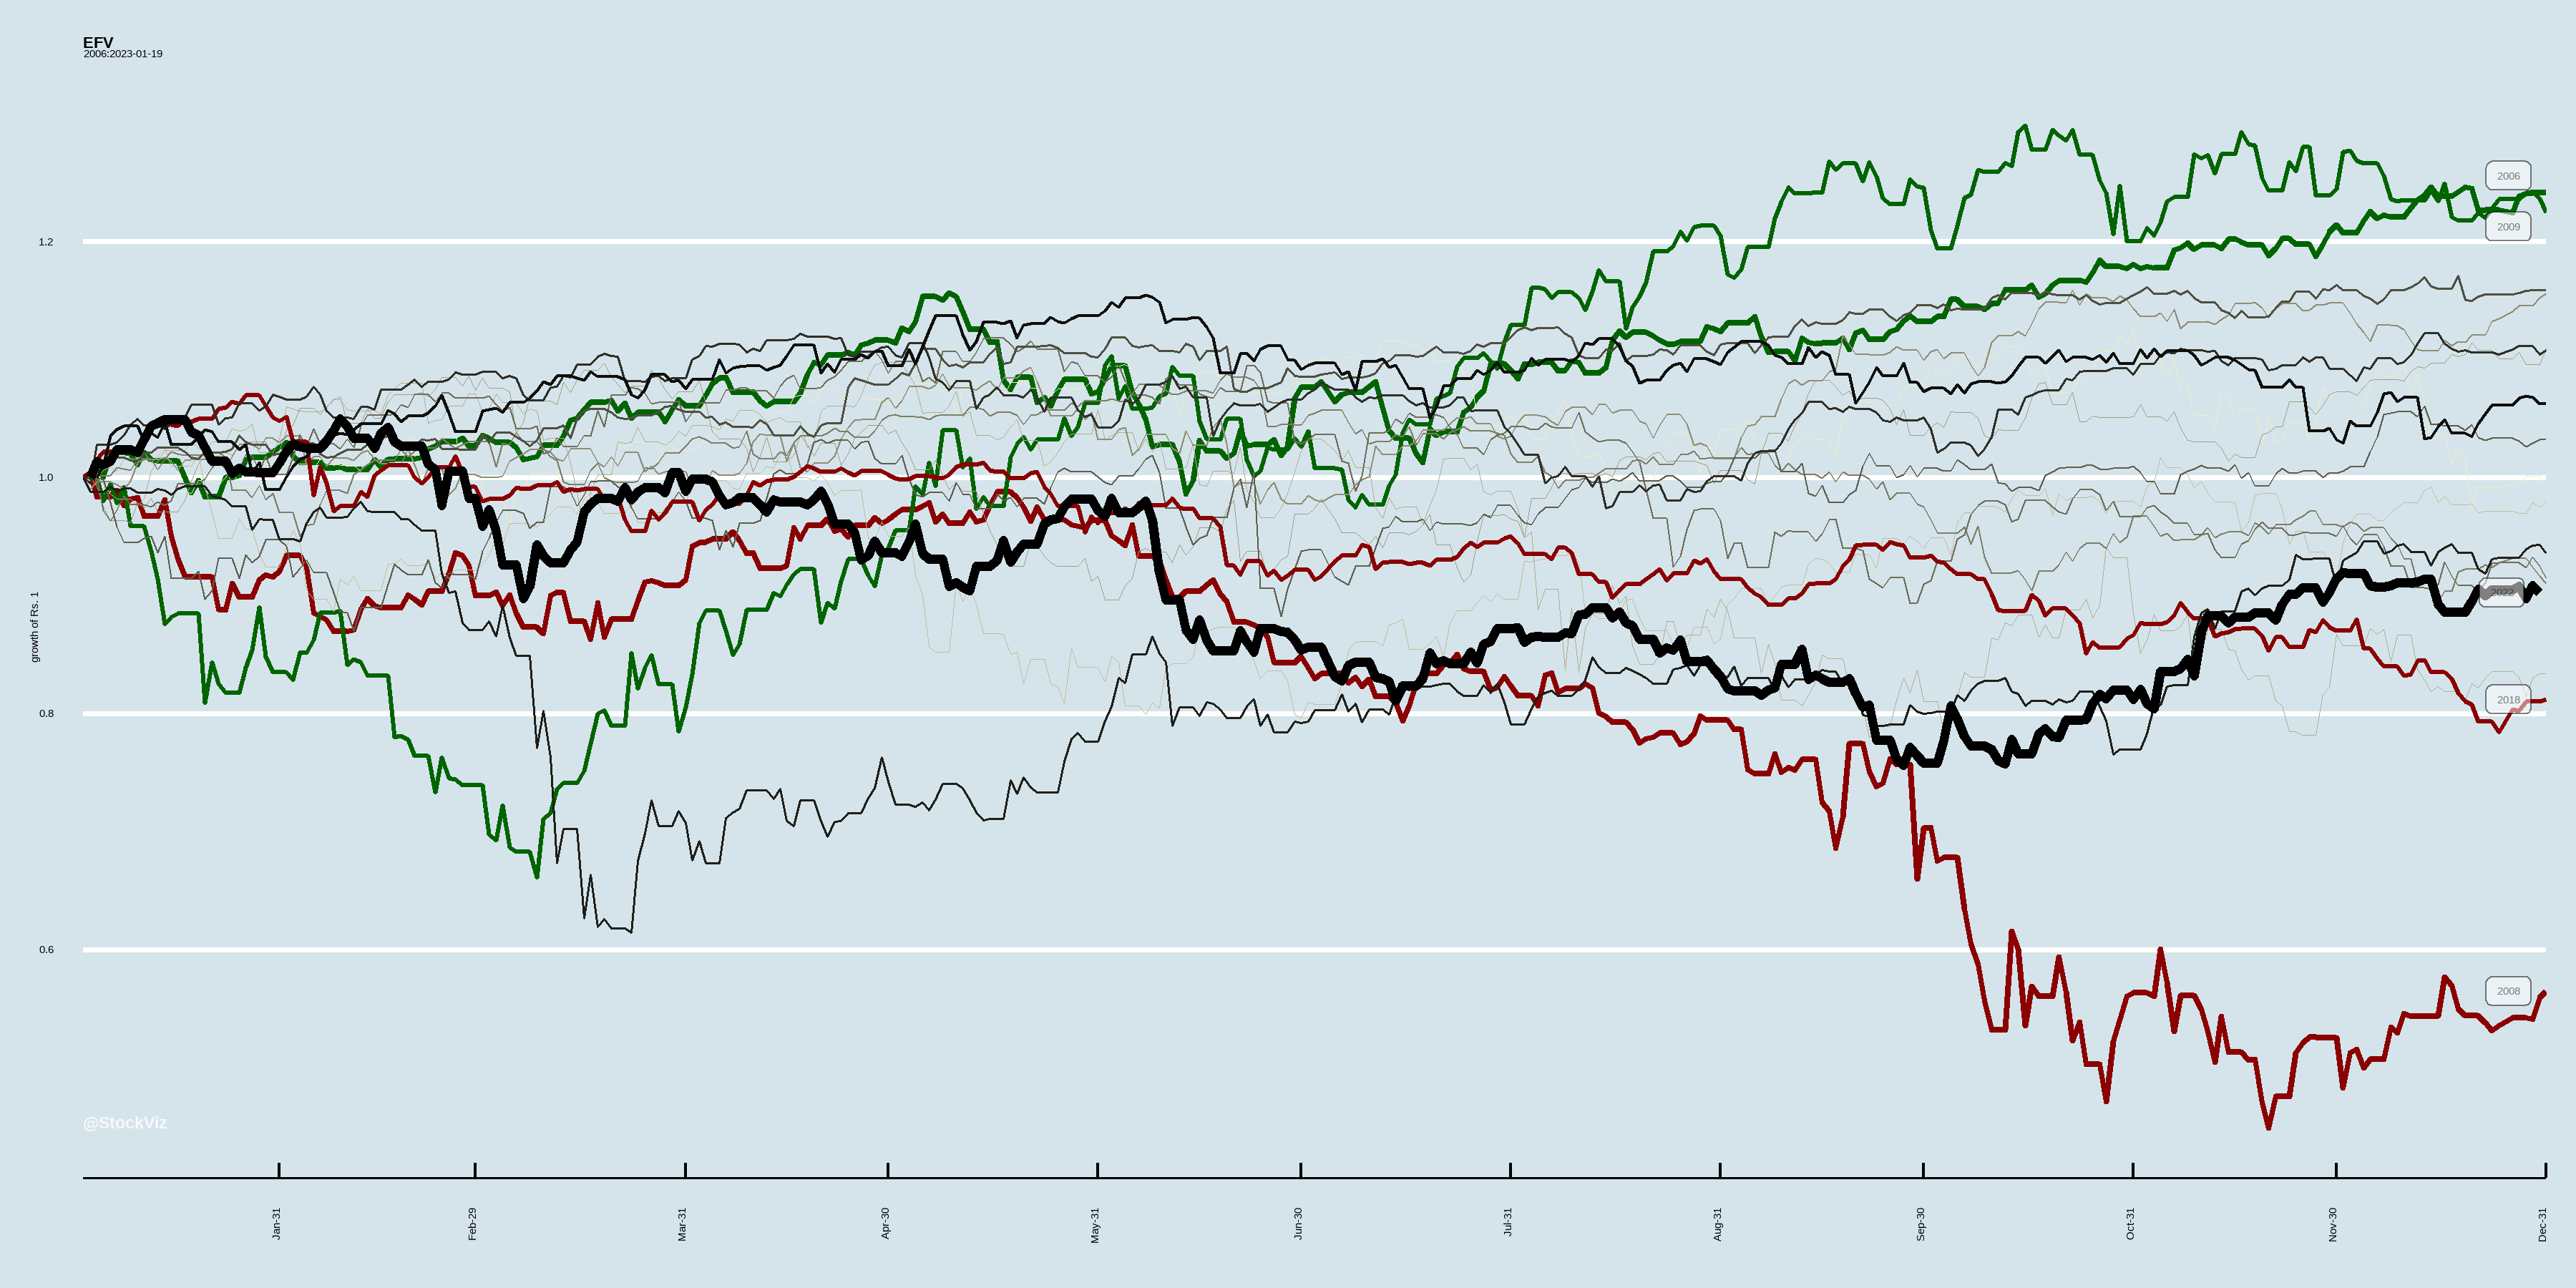 EFV
2006:2023-01-19
2006
2009
1.2
1.0
growth of Rs. 1
2022
2018
0.8
0.6
2008
@StockViz
Jan-31
Feb-29
Mar-31
Apr-30
May-31
Jun-30
Jul-31
Aug-31
Sep-30
Oct-31
Nov-30
Dec-31